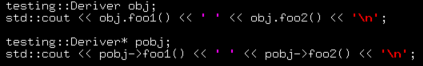 testing::Deriver obj;
std::cout << obj.foo1() << ' ' << obj.foo2() << '\n';
testing::Deriver* pobj;
std::cout << pobj->foo1() << ' ' << pobj->foo2() << '\n';